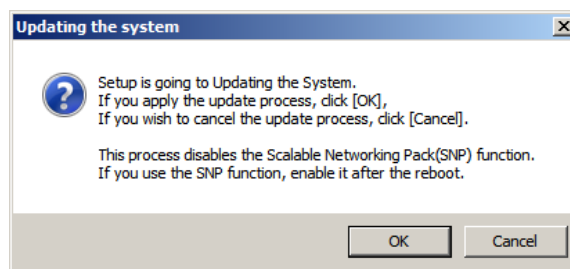 Updating the system
Setup is going to Updating the System.
If you apply the update process, click [OK],
If you wish to cancel the update process, click [Cancel].
This process disables the Scalable Networking Pack(SNP) function.
If you use the SNP function, enable it after the reboot.
OK
Cancel